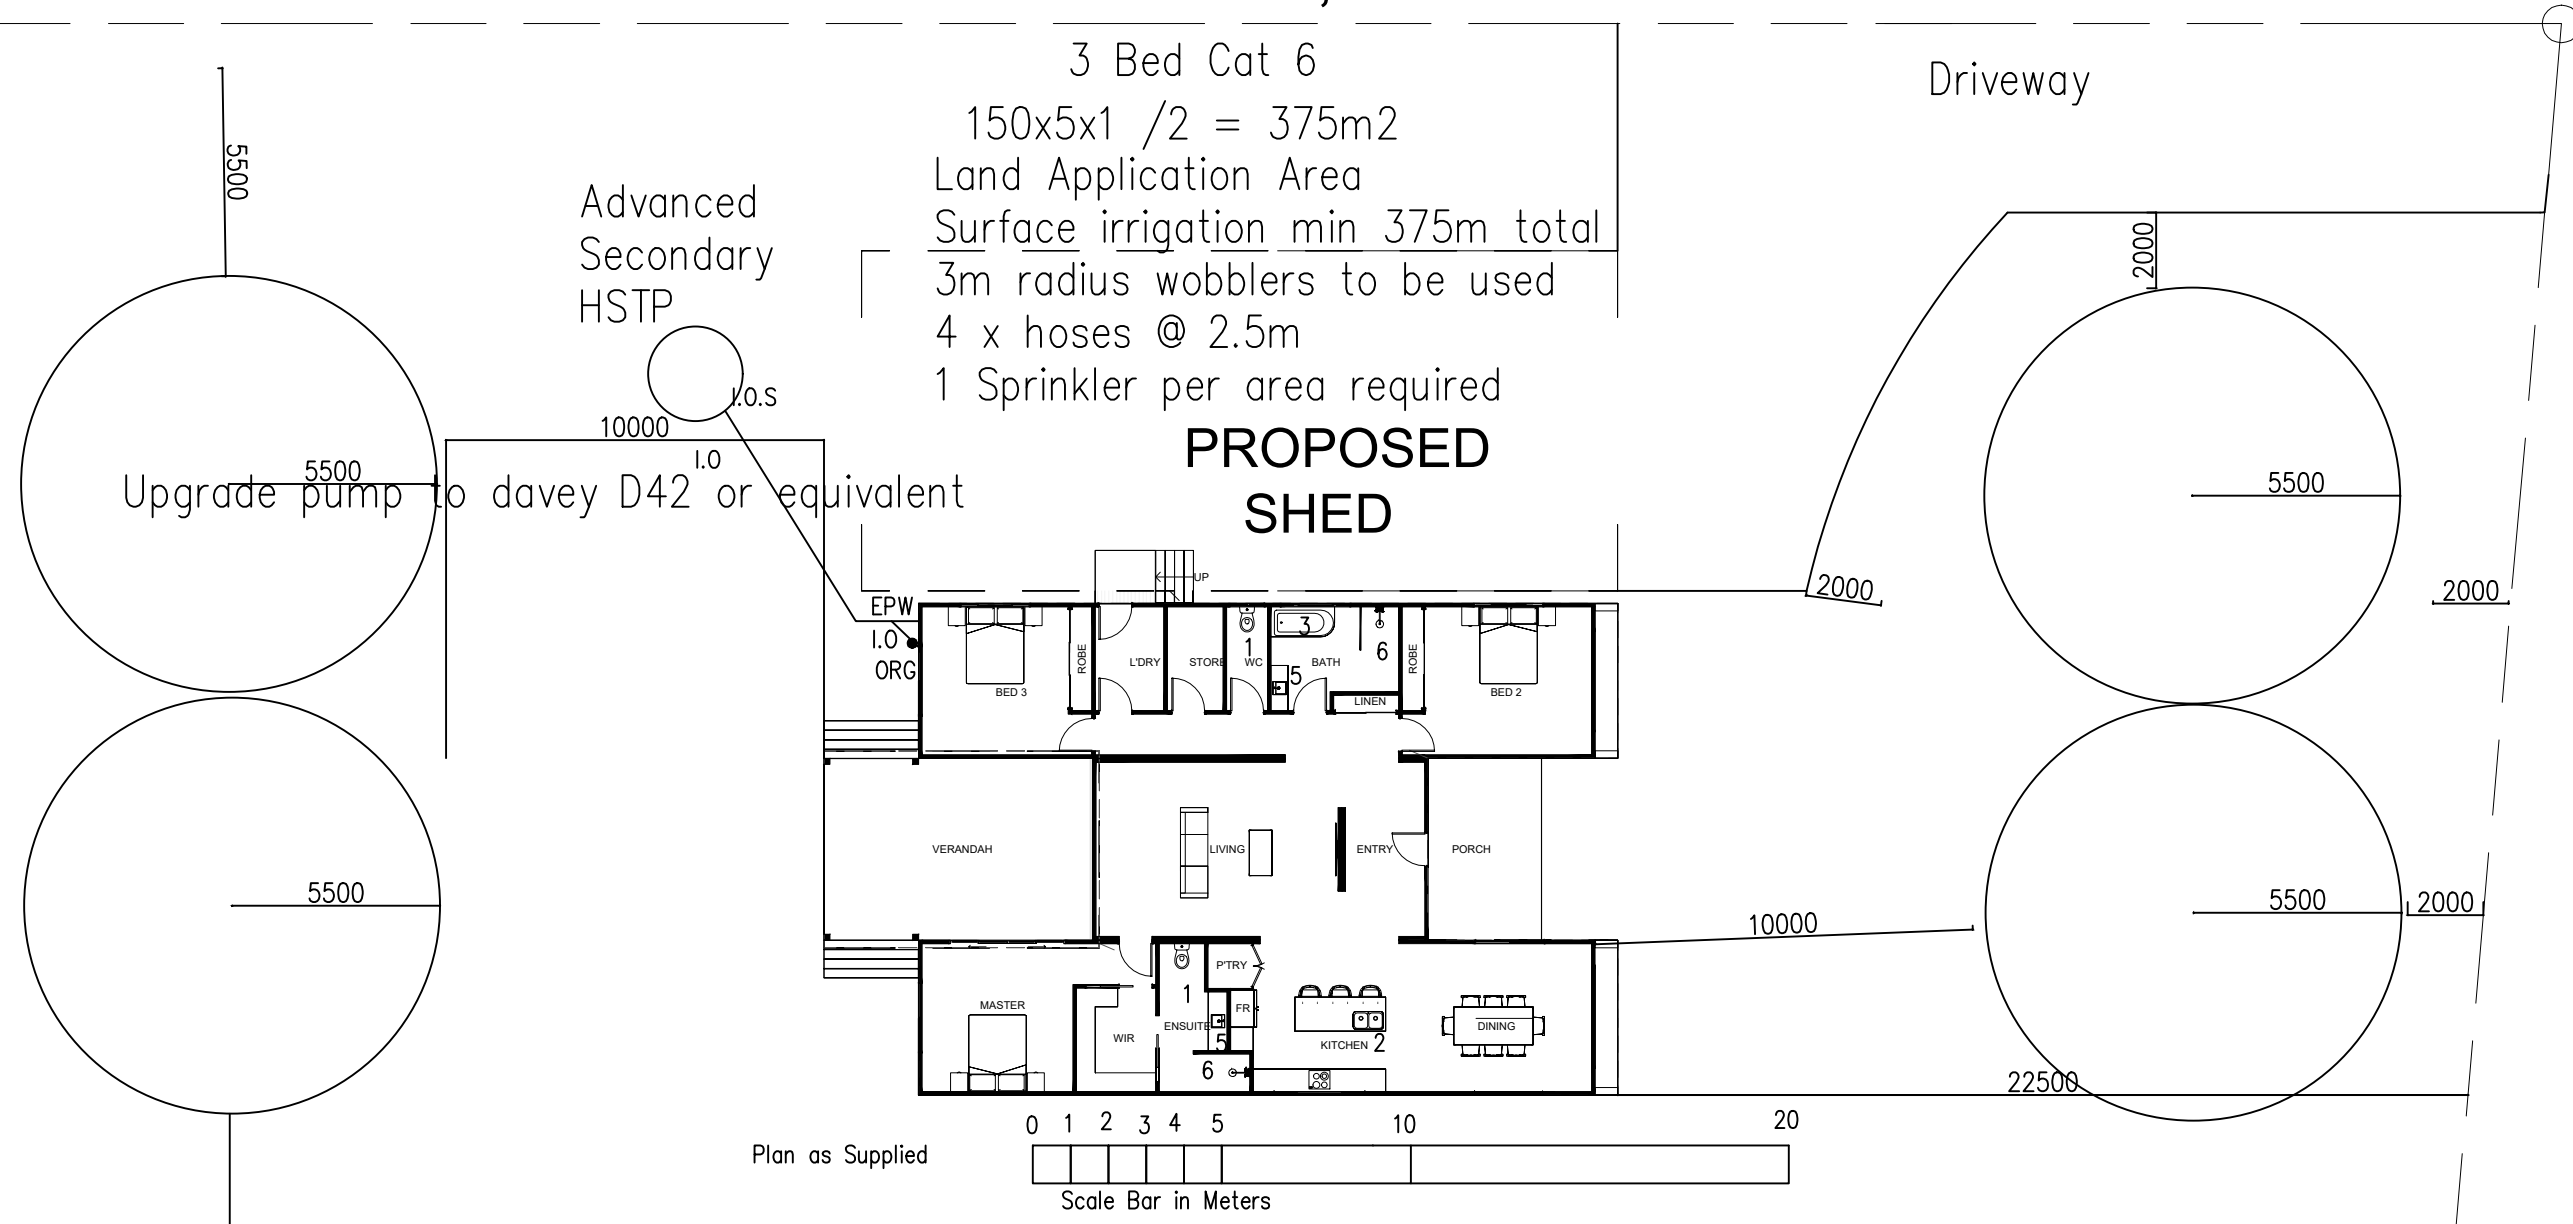 3 Bed Cat 6
150x5x1 /2 = 375m2
Land Application Area
Surface irrigation min 375m total
3m radius wobblers to be used
4 x hoses @ 2.5m
1 Sprinkler per area required
Driveway
5500
Advanced
Secondary
HSTP
2000
I.O.S
10000
I.O
PROPOSED
SHED
5500
Upgrade pump to davey D42 or equivalent
5500
UP
2000
2000
EPW
I.O
ORG
BED 3
ROBE
L'DRY
STORE
1
WC
3
5
BATH
6
LINEN
ROBE
BED 2
VERANDAH
LIVING
ENTRY
PORCH
5500
5500
2000
10000
MASTER
WIR
1
ENSUITE
5
6
P'TRY
FR
KITCHEN 2
DINING
22500
0 1 2 3 4 5 10 20
Plan as Supplied
Scale Bar in Meters